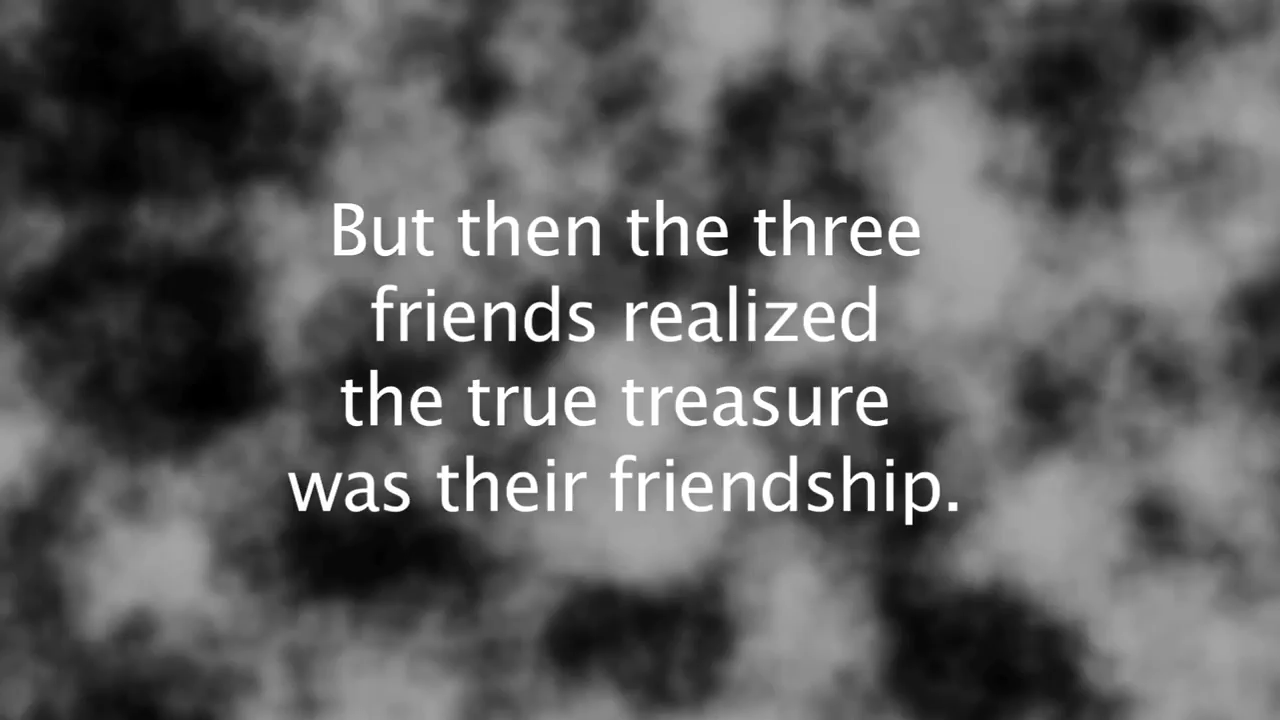 But then the three
friends realized
the true treasure
was their friendship.